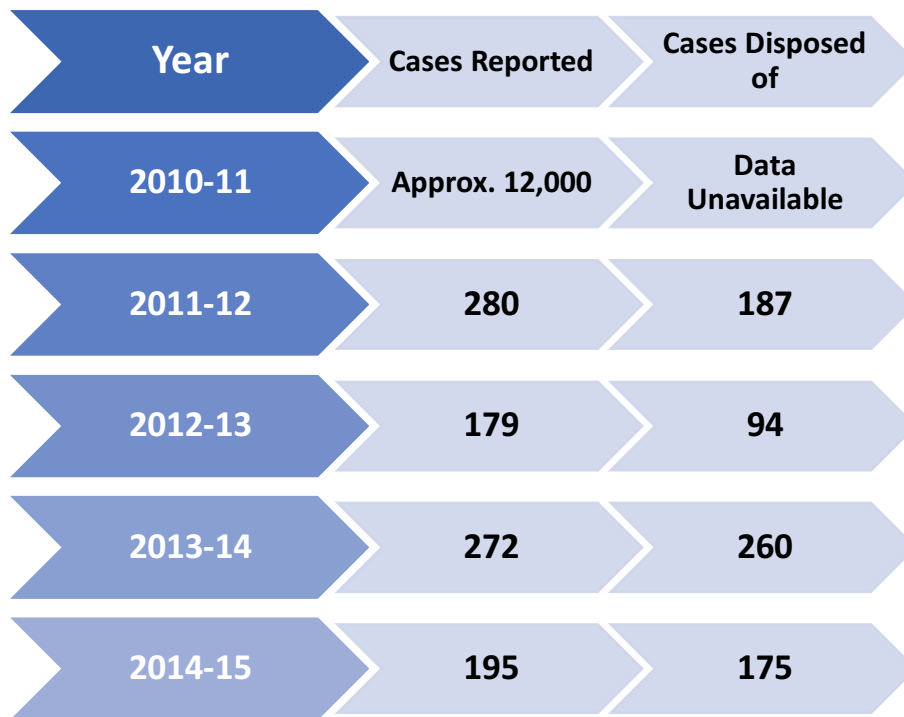 Year
Cases Reported
Cases Disposed
of
2010-11
Approx. 12,000
Data
Unavailable
2011-12
280
187
2012-13
179
94
2013-14
272
260
2014-15
195
175